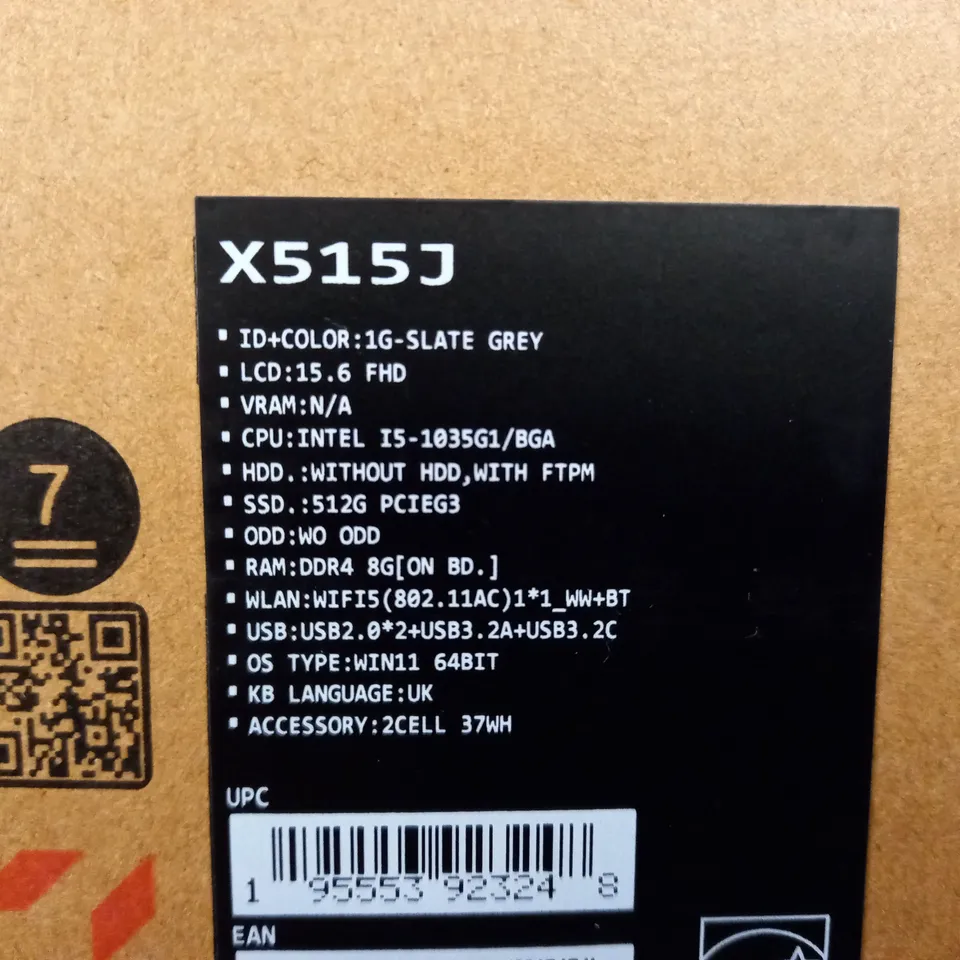 X515J
▪ ID+COLOR:1G-SLATE GREY
▪ LCD:15.6 FHD
▪ VRAM:N/A
▪ CPU:INTEL I5-1035G1/BGA
▪ HDD.:WITHOUT HDD,WITH FTPM
▪ SSD.:512G PCIEG3
▪ ODD:WO ODD
▪ RAM:DDR4 8G[ON BD.]
▪ WLAN:WIFI5(802.11AC)1*1_WW+BT
▪ USB:USB2.0*2+USB3.2A+USB3.2C
▪ OS TYPE:WIN11 64BIT
▪ KB LANGUAGE:UK
▪ ACCESSORY:2CELL 37WH
7
UPC
1 95553 92324 8
EAN